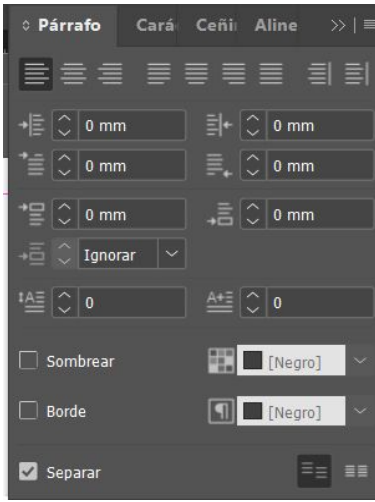 Párrafo Cará Ceñi Aline
0 mm 0 mm
0 mm 0 mm
0 mm 0 mm
Ignorar
0 0
Sombrear [Negro]
Borde [Negro]
Separar